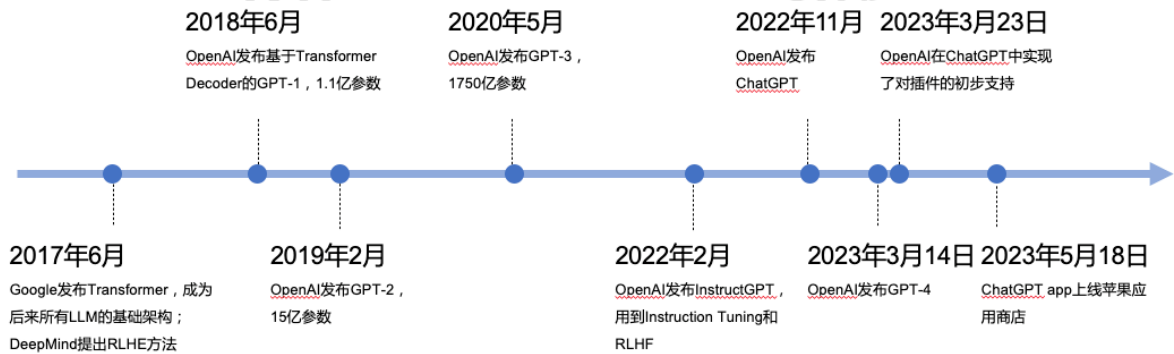 2018年6月
OpenAI发布基于Transformer
Decoder的GPT-1，1.1亿参数
2020年5月
OpenAI发布GPT-3，
1750亿参数
2022年11月
OpenAI发布
ChatGPT
2023年3月23日
OpenAI在ChatGPT中实现
了对插件的初步支持
2017年6月
Google发布Transformer，成为
后来所有LLM的基础架构；
DeepMind提出RLHE方法
2019年2月
OpenAI发布GPT-2，
15亿参数
2022年2月
OpenAI发布InstructGPT，
用到Instruction Tuning和
RLHF
2023年3月14日
OpenAI发布GPT-4
2023年5月18日
ChatGPT app上线苹果应
用商店